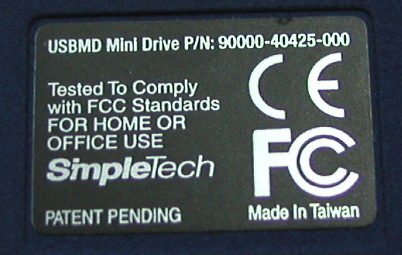 USBMD Mini Drive P/N: 90000-40425-000
Tested To Comply
with FCC Standards
FOR HOME OR
OFFICE USE
SimpleTech
PATENT PENDING
CE
FC
Made In Taiwan